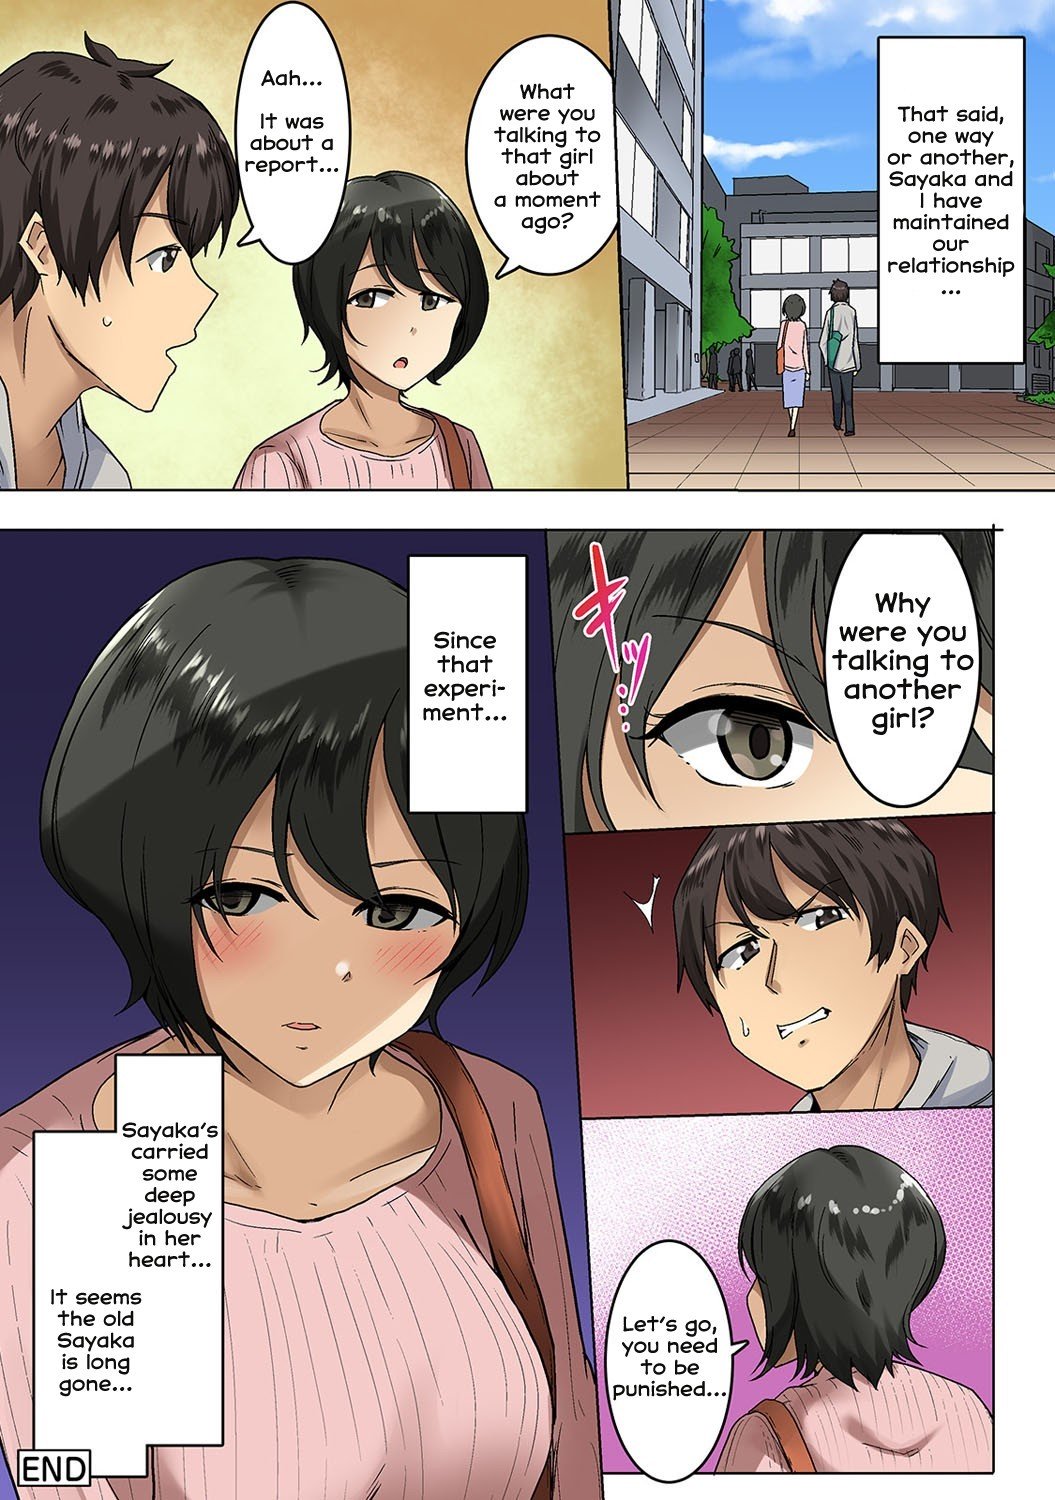 That said,
one way
or another,
Sayaka and
I have
maintained
our
relationship
...
What
were you
talking to
that girl
about
a moment
ago?
Aah...
It was
about a
report...
Why
were you
talking to
another
girl?
キッ
Let's go,
you need
to be
punished...
Since
that
experi-
ment...
Sayaka's
carried
some
deep
jealousy
in her
heart...
It seems
the old
Sayaka
is long
gone...
END